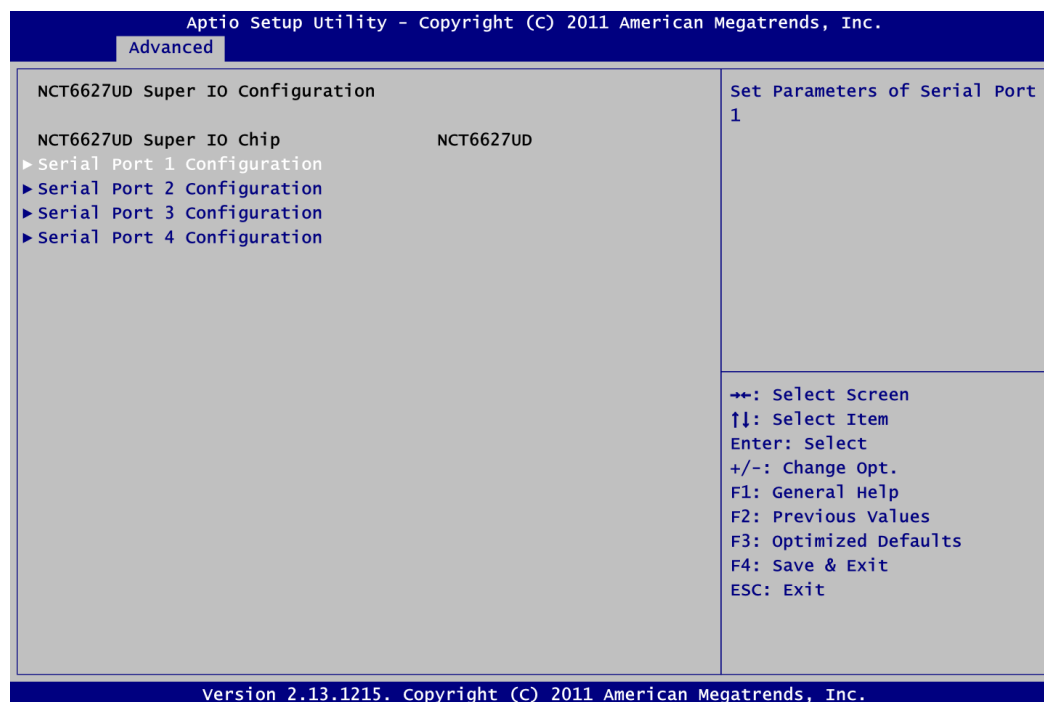 Aptio Setup Utility - Copyright (C) 2011 American Megatrends, Inc.
Advanced
NCT6627UD Super IO Configuration
NCT6627UD Super IO Chip NCT6627UD
►Serial Port 1 Configuration
►Serial Port 2 Configuration
►Serial Port 3 Configuration
►Serial Port 4 Configuration
Set Parameters of Serial Port
1
→←: Select Screen
↑↓: Select Item
Enter: Select
+/-: Change Opt.
F1: General Help
F2: Previous Values
F3: Optimized Defaults
F4: Save & Exit
ESC: Exit
Version 2.13.1215. Copyright (C) 2011 American Megatrends, Inc.